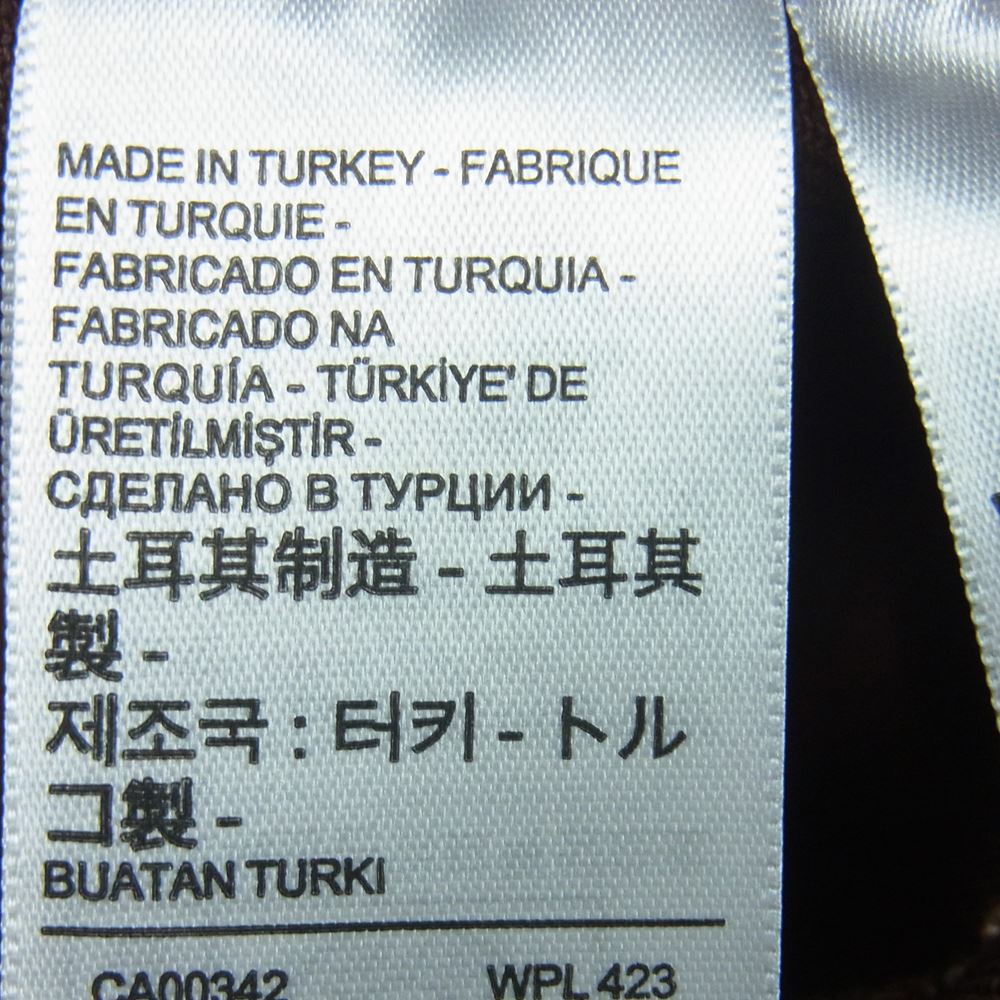 MADE IN TURKEY - FABRIQUE
EN TURQUIE -
FABRICADO EN TURQUIA -
FABRICADO NA
TURQUÍA - TÜRKİYE' DE
ÜRETİLMİŞTİR -
СДЕЛАНО В ТУРЦИИ -
土耳其制造 - 土耳其
製 -
제조국 : 터키 - トル
コ製 -
BUATAN TURKI
CA00342 WPL 423